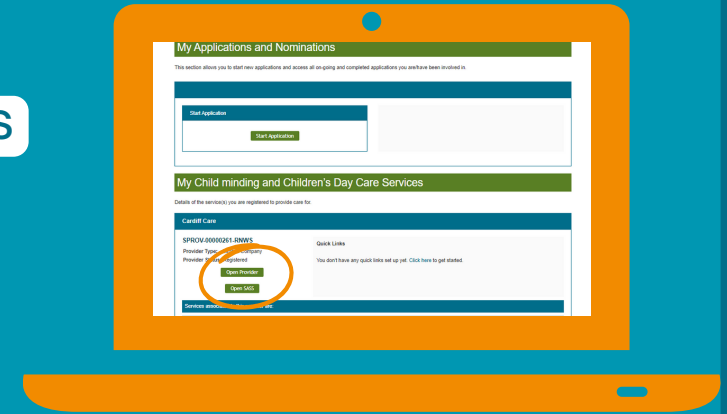 s
My Applications and Nominations
This section allows you to start new applications and access all on-going and completed applications you are/have been involved in.
Start Application
Start Application
My Child minding and Children's Day Care Services
Details of the service(s) you are registered to provide care for.
Cardiff Care
SPROV-00000261-RNWS
Provider Type: Company
Provider Registered
Open Provider
Open SASS
Quick Links
You don't have any quick links set up yet. Click here to get started.
Services